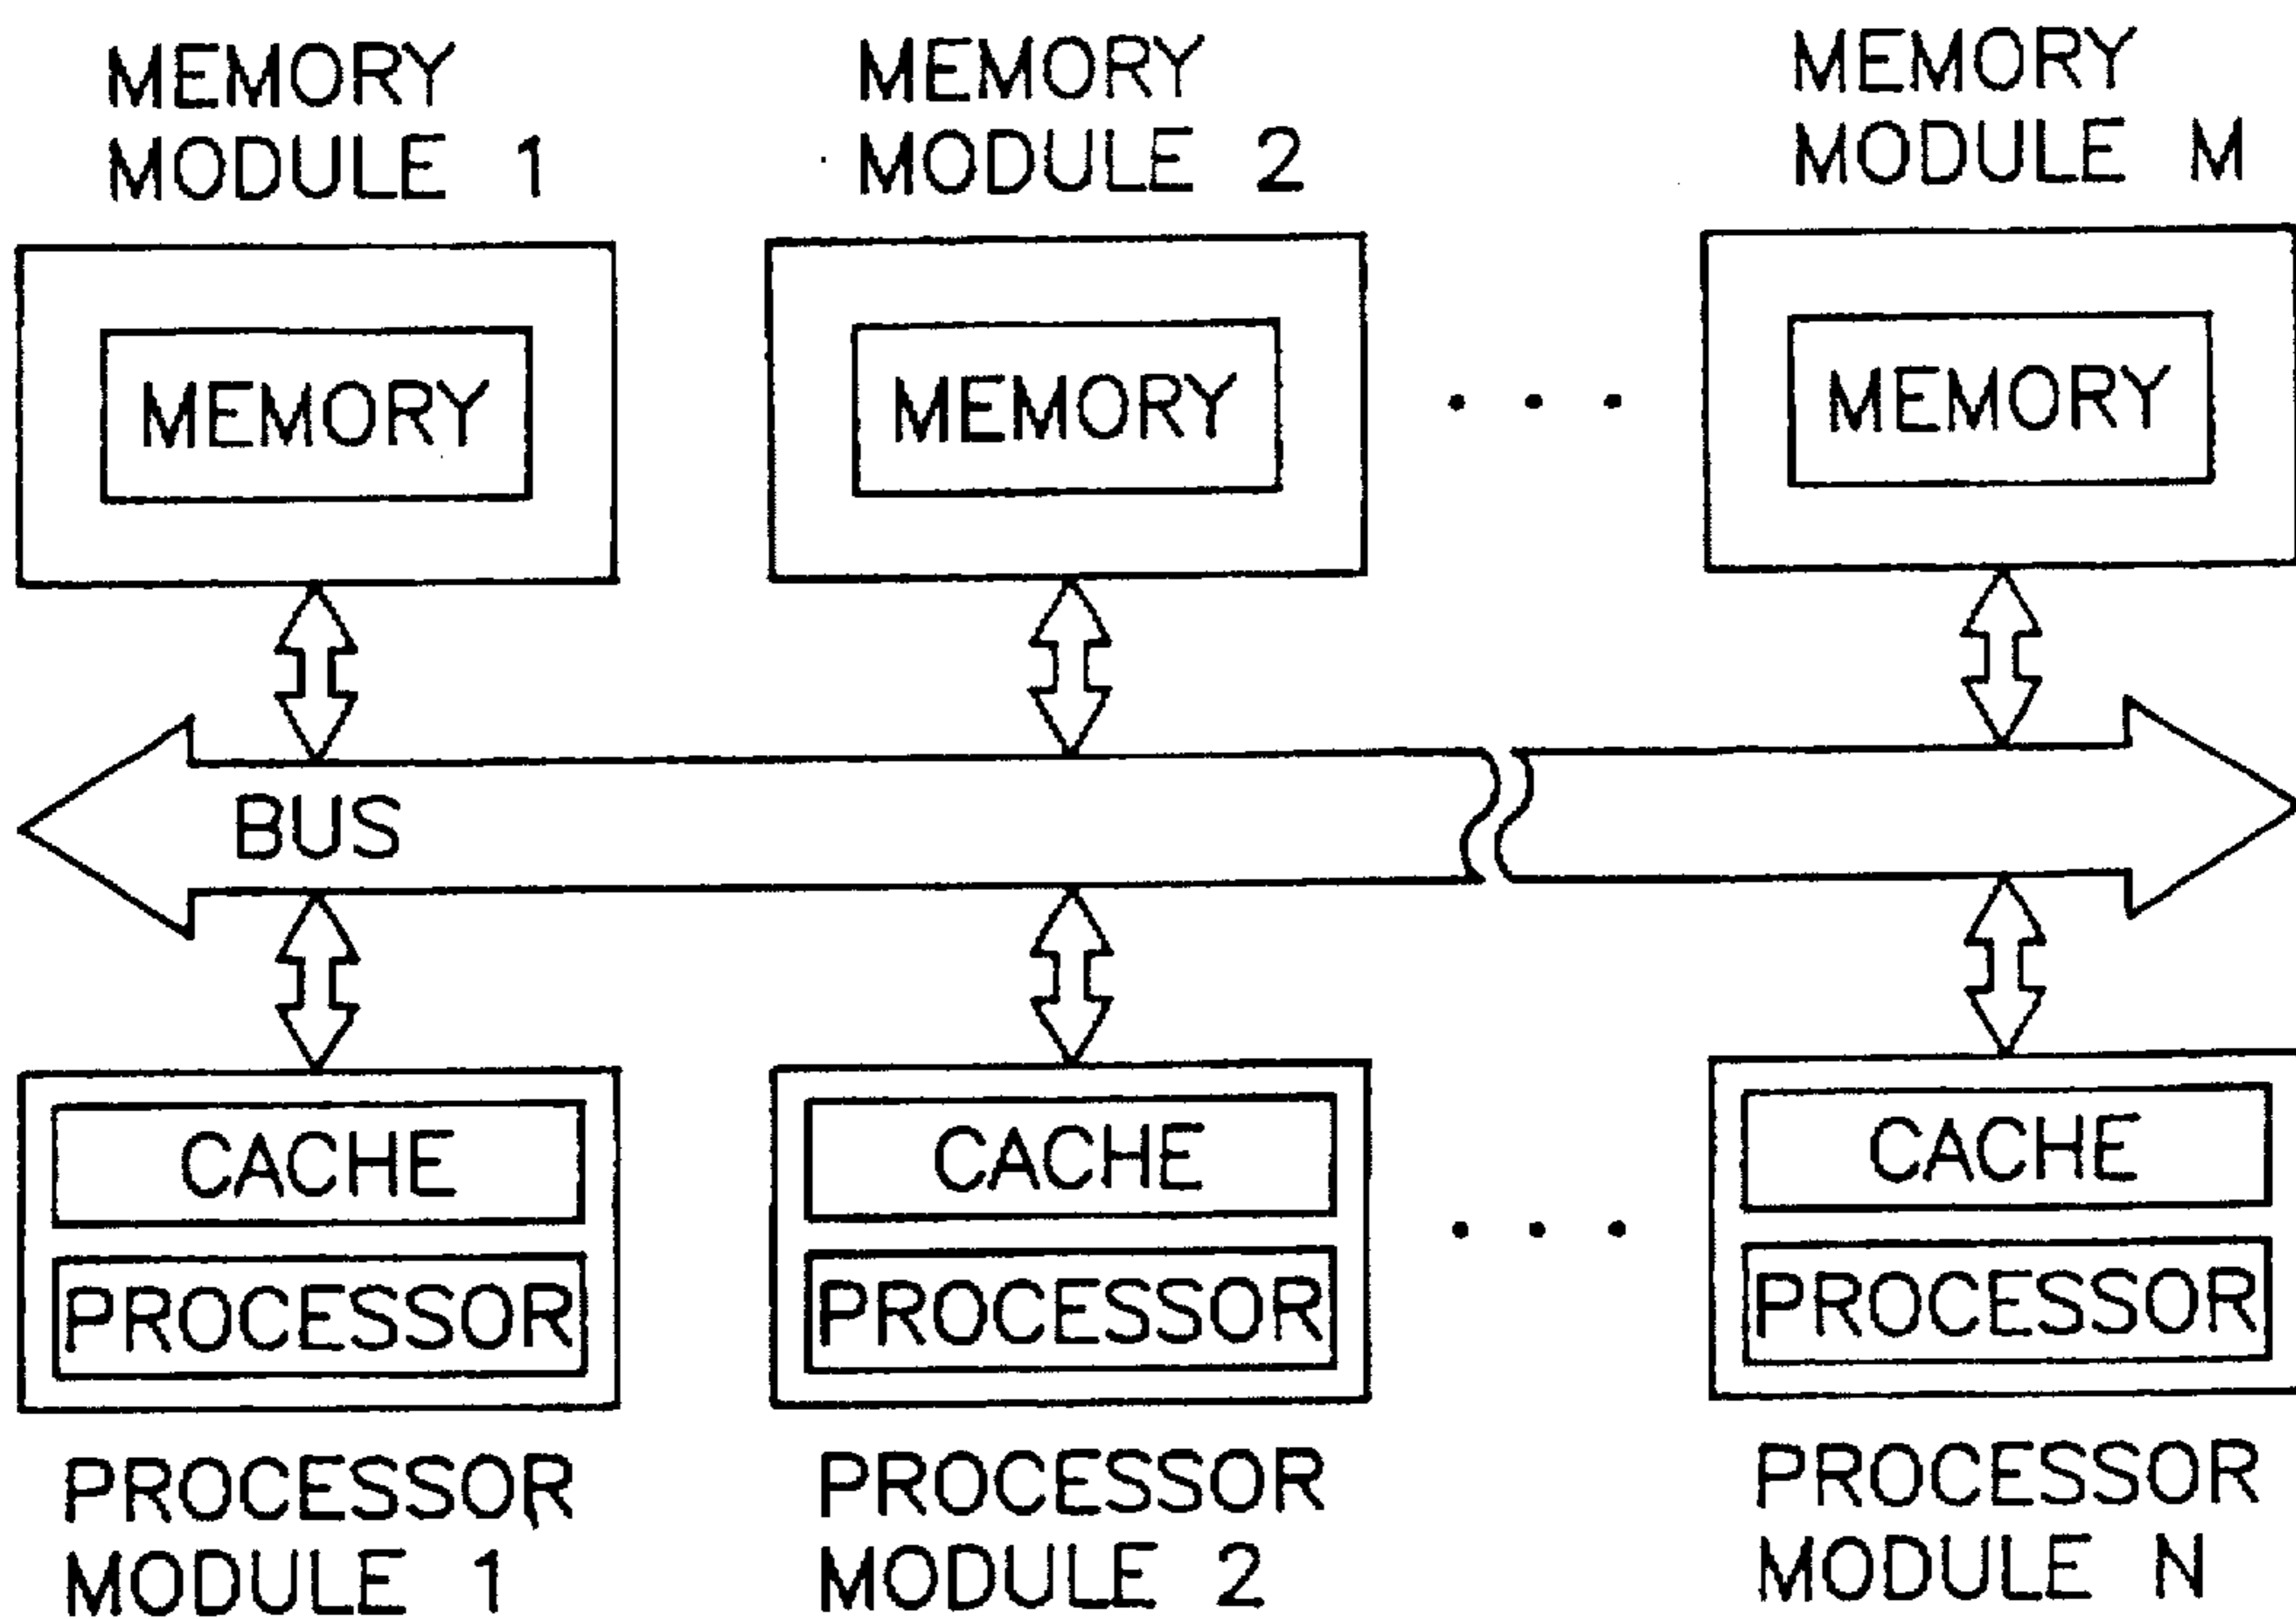 MEMORY
MODULE 1
MEMORY
MODULE 2
MEMORY
MODULE M
MEMORY
MEMORY
. . .
MEMORY
BUS
CACHE
PROCESSOR
CACHE
PROCESSOR
. . .
CACHE
PROCESSOR
PROCESSOR
MODULE 1
PROCESSOR
MODULE 2
PROCESSOR
MODULE N